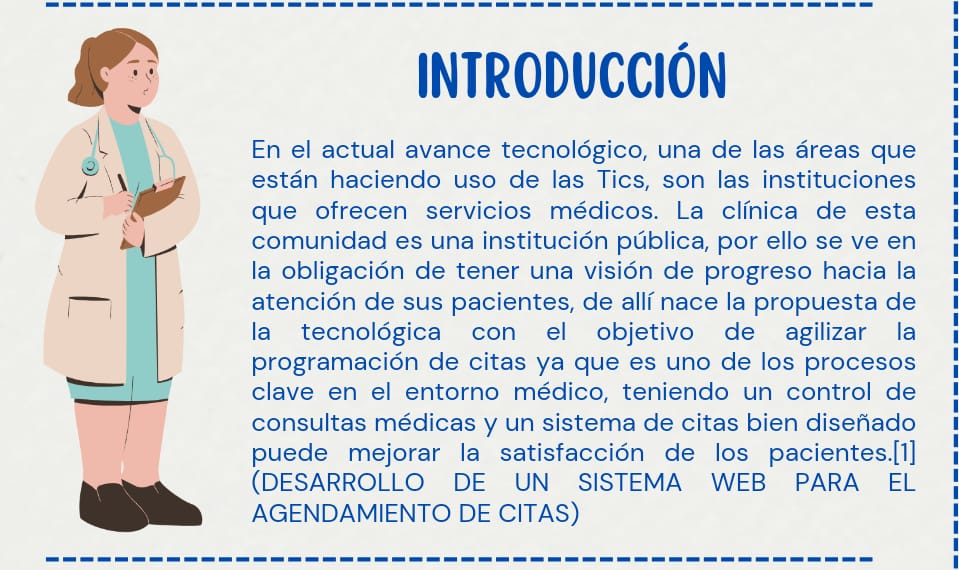 INTRODUCCIÓN
En el actual avance tecnológico, una de las áreas que
están haciendo uso de las Tics, son las instituciones
que ofrecen servicios médicos. La clínica de esta
comunidad es una institución pública, por ello se ve en
la obligación de tener una visión de progreso hacia la
atención de sus pacientes, de allí nace la propuesta de
la tecnológica con el objetivo de agilizar la
programación de citas ya que es uno de los procesos
clave en el entorno médico, teniendo un control de
consultas médicas y un sistema de citas bien diseñado
puede mejorar la satisfacción de los pacientes.[1]
(DESARROLLO DE UN SISTEMA WEB PARA EL
AGENDAMIENTO DE CITAS)